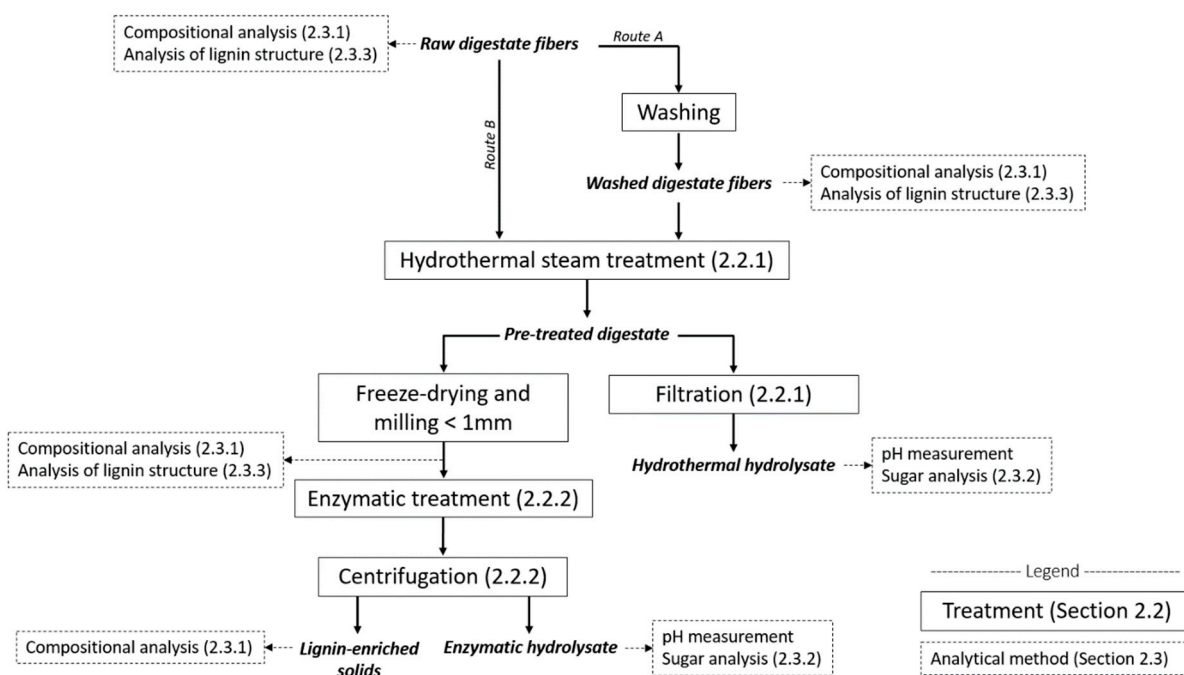 Compositional analysis (2.3.1)
Analysis of lignin structure (2.3.3)
Raw digestate fibers
Route A
Route B
Washing
Washed digestate fibers
Compositional analysis (2.3.1)
Analysis of lignin structure (2.3.3)
Hydrothermal steam treatment (2.2.1)
Pre-treated digestate
Freeze-drying and
milling < 1mm
Filtration (2.2.1)
Compositional analysis (2.3.1)
Analysis of lignin structure (2.3.3)
Hydrothermal hydrolysate
pH measurement
Sugar analysis (2.3.2)
Enzymatic treatment (2.2.2)
Centrifugation (2.2.2)
Compositional analysis (2.3.1)
Lignin-enriched
solids
Enzymatic hydrolysate
pH measurement
Sugar analysis (2.3.2)
Legend
Treatment (Section 2.2)
Analytical method (Section 2.3)